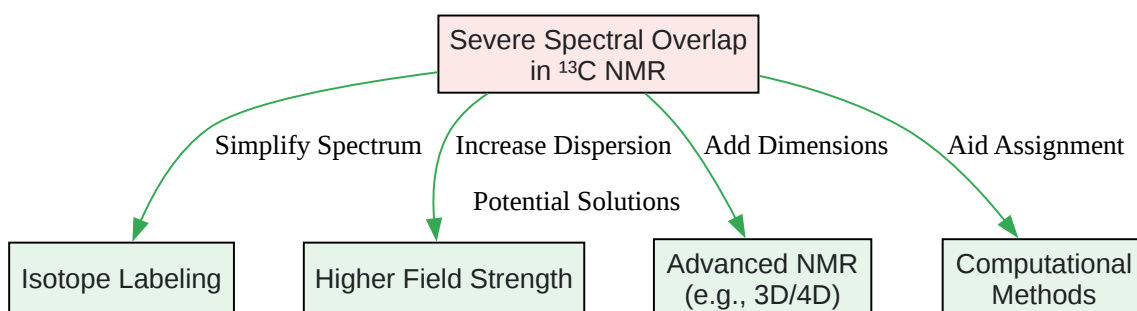 Severe Spectral Overlap
in ¹³C NMR
Simplify Spectrum
Increase Dispersion
Add Dimensions
Aid Assignment
Potential Solutions
Isotope Labeling
Higher Field Strength
Advanced NMR
(e.g., 3D/4D)
Computational
Methods